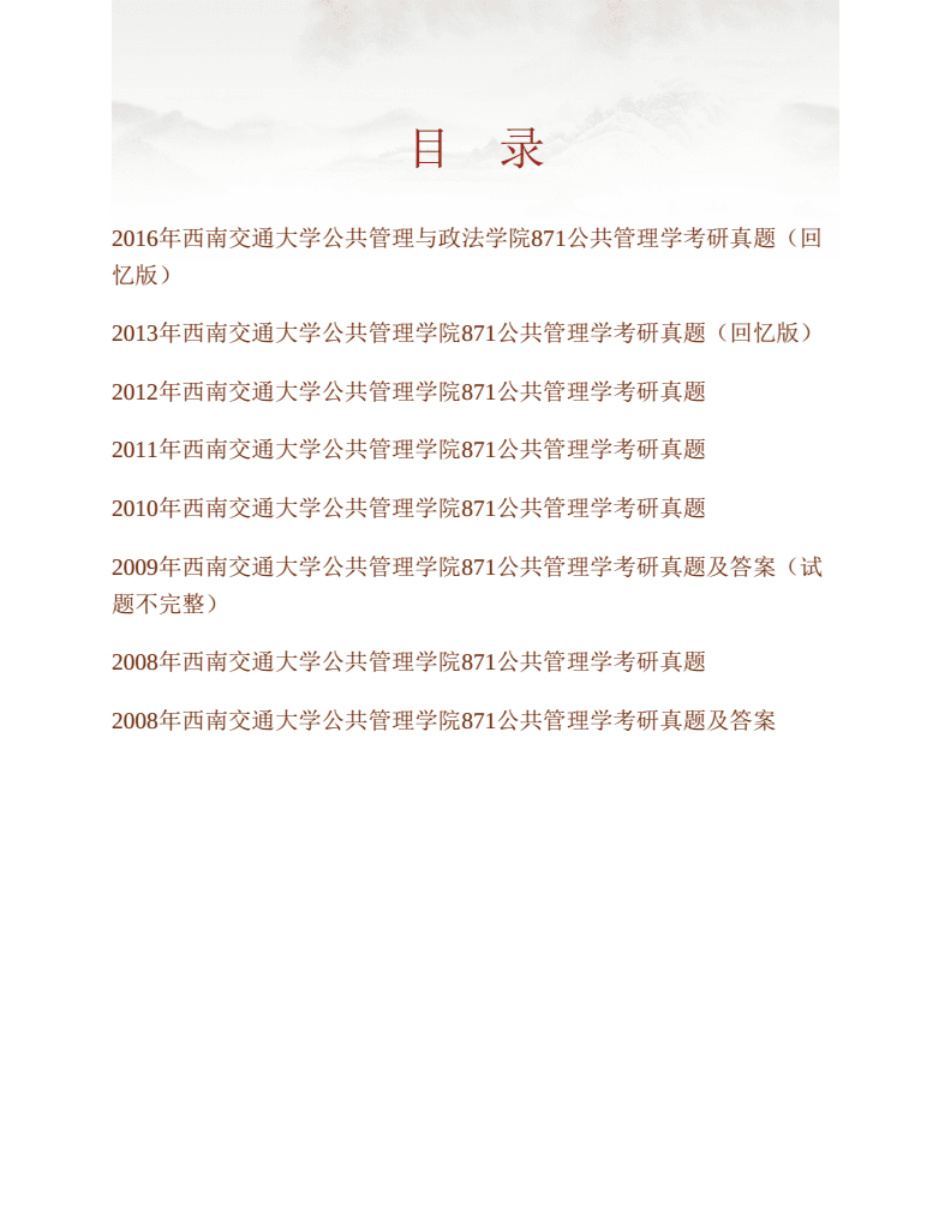 目 录
2016年西南交通大学公共管理与政法学院871公共管理学考研真题（回
忆版）
2013年西南交通大学公共管理学院871公共管理学考研真题（回忆版）
2012年西南交通大学公共管理学院871公共管理学考研真题
2011年西南交通大学公共管理学院871公共管理学考研真题
2010年西南交通大学公共管理学院871公共管理学考研真题
2009年西南交通大学公共管理学院871公共管理学考研真题及答案（试
题不完整）
2008年西南交通大学公共管理学院871公共管理学考研真题
2008年西南交通大学公共管理学院871公共管理学考研真题及答案